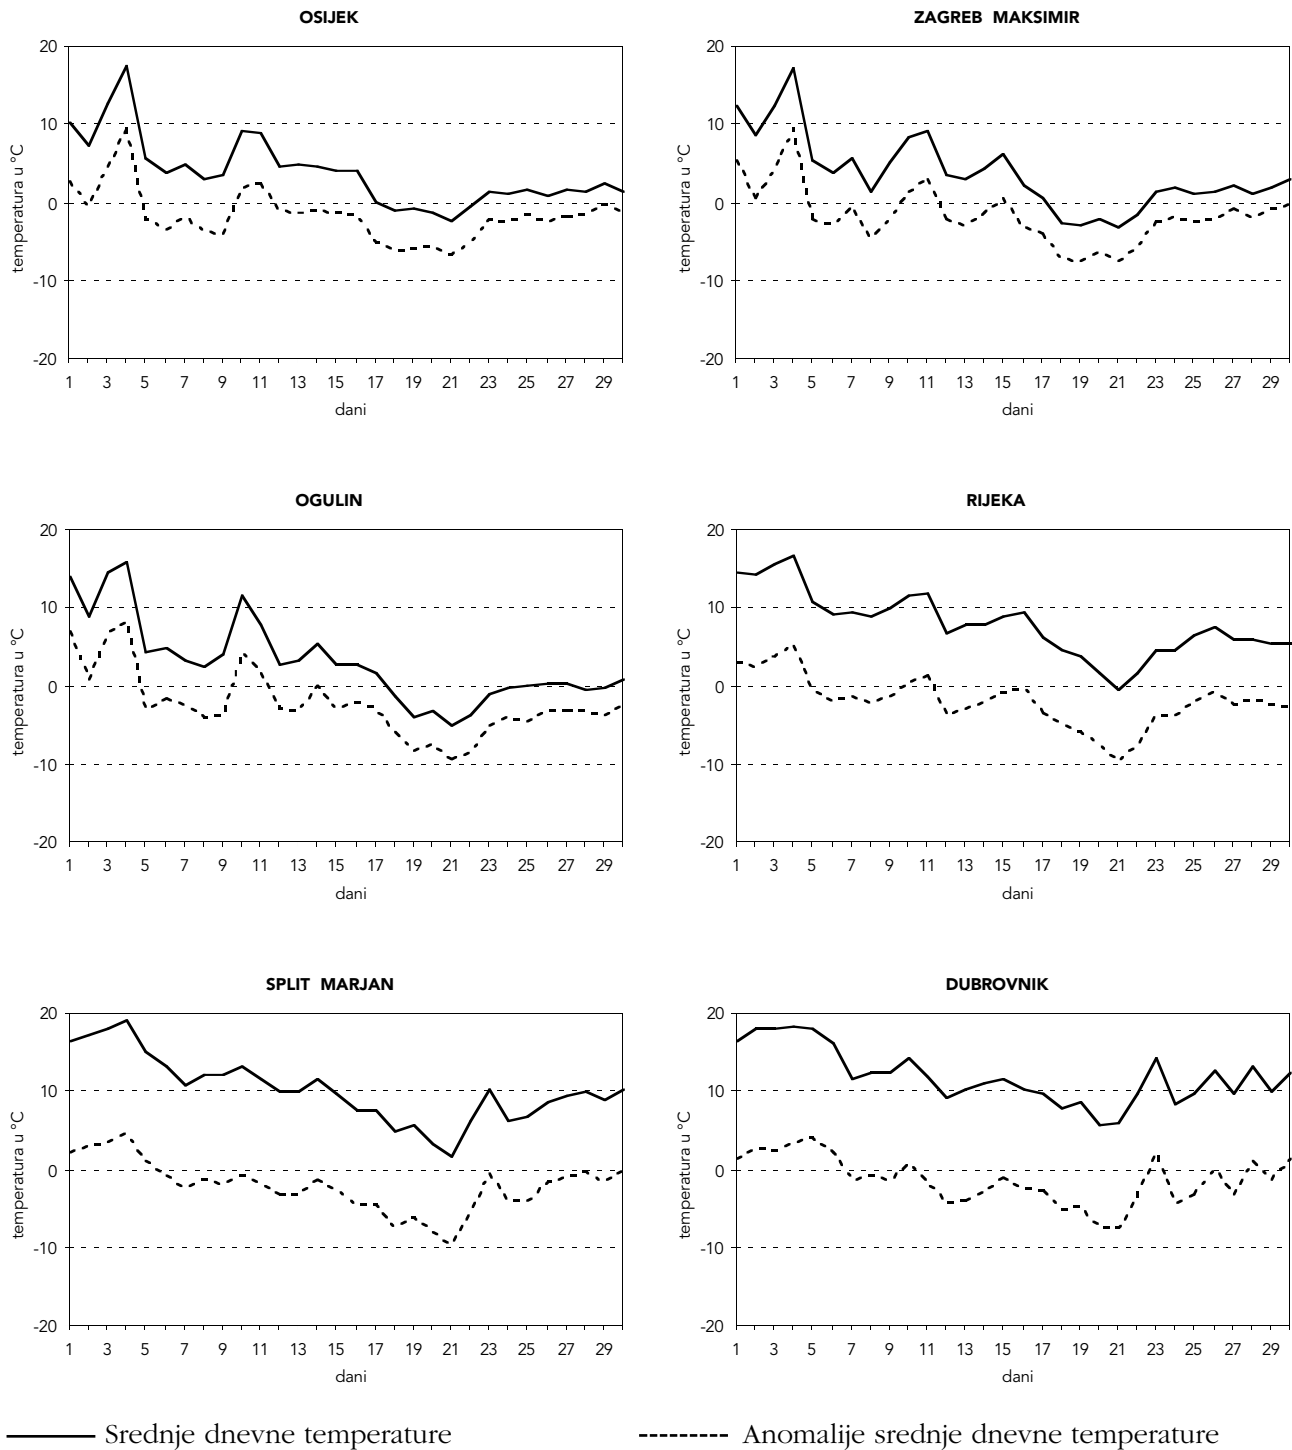 OSIJEK
20
10
0
-10
-20
temperatura u °C
1 3 5 7 9 11 13 15 17 19 21 23 25 27 29
dani
ZAGREB MAKSIMIR
20
10
0
-10
-20
temperatura u °C
1 3 5 7 9 11 13 15 17 19 21 23 25 27 29
dani
OGULIN
20
10
0
-10
-20
temperatura u °C
1 3 5 7 9 11 13 15 17 19 21 23 25 27 29
dani
RIJEKA
20
10
0
-10
-20
temperatura u °C
1 3 5 7 9 11 13 15 17 19 21 23 25 27 29
dani
SPLIT MARJAN
20
10
0
-10
-20
temperatura u °C
1 3 5 7 9 11 13 15 17 19 21 23 25 27 29
dani
DUBROVNIK
20
10
0
-10
-20
temperatura u °C
1 3 5 7 9 11 13 15 17 19 21 23 25 27 29
dani
Srednje dnevne temperature
Anomalije srednje dnevne temperature